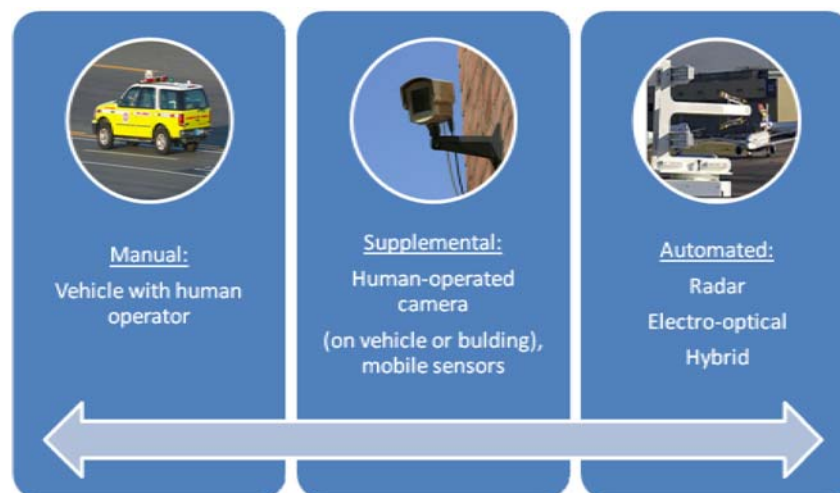 Manual:
Vehicle with human
operator
Supplemental:
Human-operated
camera
(on vehicle or bulding),
mobile sensors
Automated:
Radar
Electro-optical
Hybrid